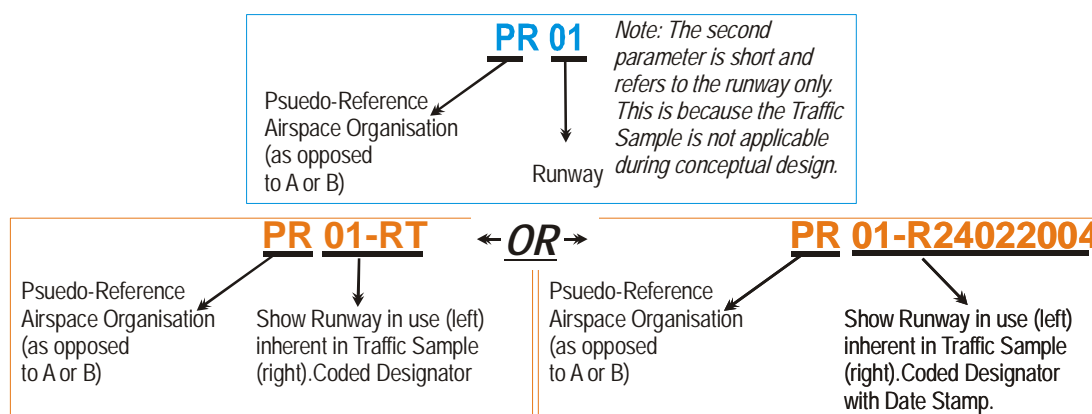 PR 01
Note: The second
parameter is short and
refers to the runway only.
This is because the Traffic
Sample is not applicable
during conceptual design.
Psuedo-Reference
Airspace Organisation
(as opposed
to A or B)
Runway
PR 01-RT
OR
PR 01-R24022004
Psuedo-Reference
Airspace Organisation
(as opposed
to A or B)
Show Runway in use (left)
inherent in Traffic Sample
(right).Coded Designator
Psuedo-Reference
Airspace Organisation
(as opposed
to A or B)
Show Runway in use (left)
inherent in Traffic Sample
(right).Coded Designator
with Date Stamp.